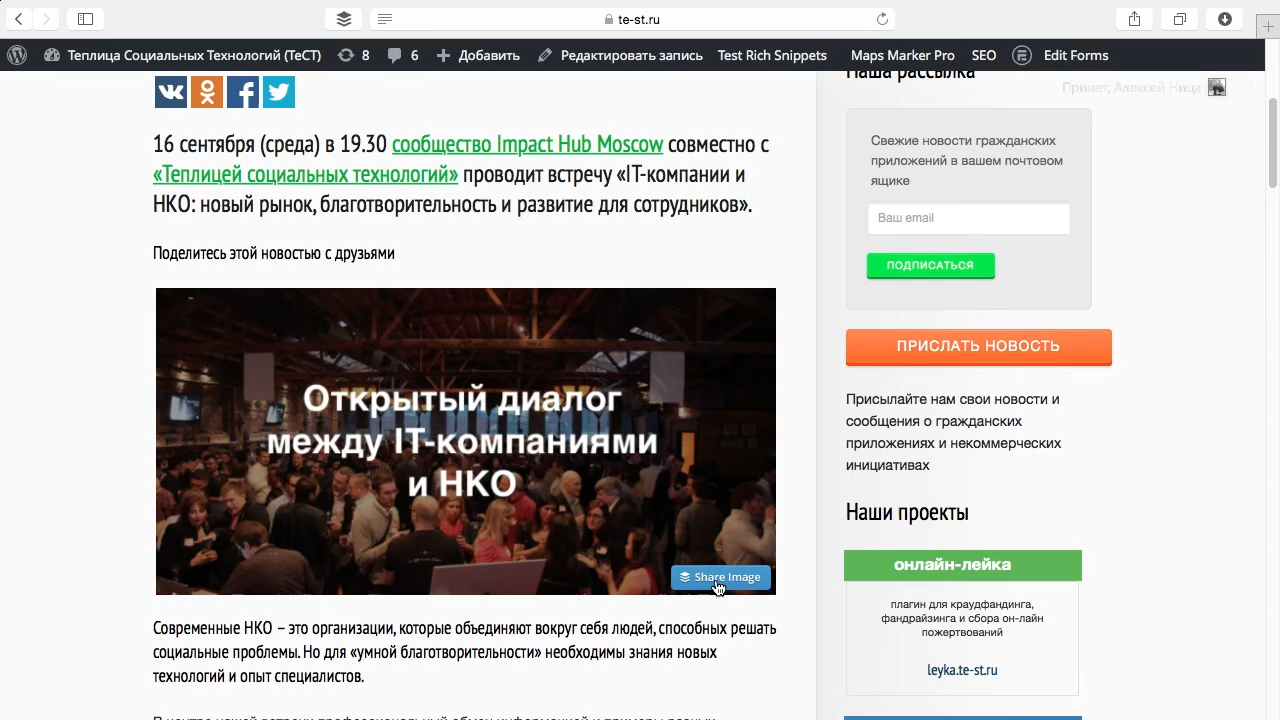 te-st.ru
Теплица Социальных Технологий (ТеСТ) 8 6 Добавить Редактировать запись Test Rich Snippets Maps Marker Pro SEO Edit Forms
Привет, Алексей Ница
16 сентября (среда) в 19.30 сообщество Impact Hub Moscow совместно с
«Теплицей социальных технологий» проводит встречу «IT-компании и
НКО: новый рынок, благотворительность и развитие для сотрудников».
Поделитесь этой новостью с друзьями
Открытый диалог
между IT-компаниями
и НКО
Share Image
Современные НКО – это организации, которые объединяют вокруг себя людей, способных решать
социальные проблемы. Но для «умной благотворительности» необходимы знания новых
технологий и опыт специалистов.
Наша рассылка
Свежие новости гражданских
приложений в вашем почтовом
ящике
Ваш email
ПОДПИСАТЬСЯ
ПРИСЛАТЬ НОВОСТЬ
Присылайте нам свои новости и
сообщения о гражданских
приложениях и некоммерческих
инициативах
Наши проекты
онлайн-лейка
плагин для краудфандинга,
фандрайзинга и сбора он-лайн
пожертвований
leyka.te-st.ru